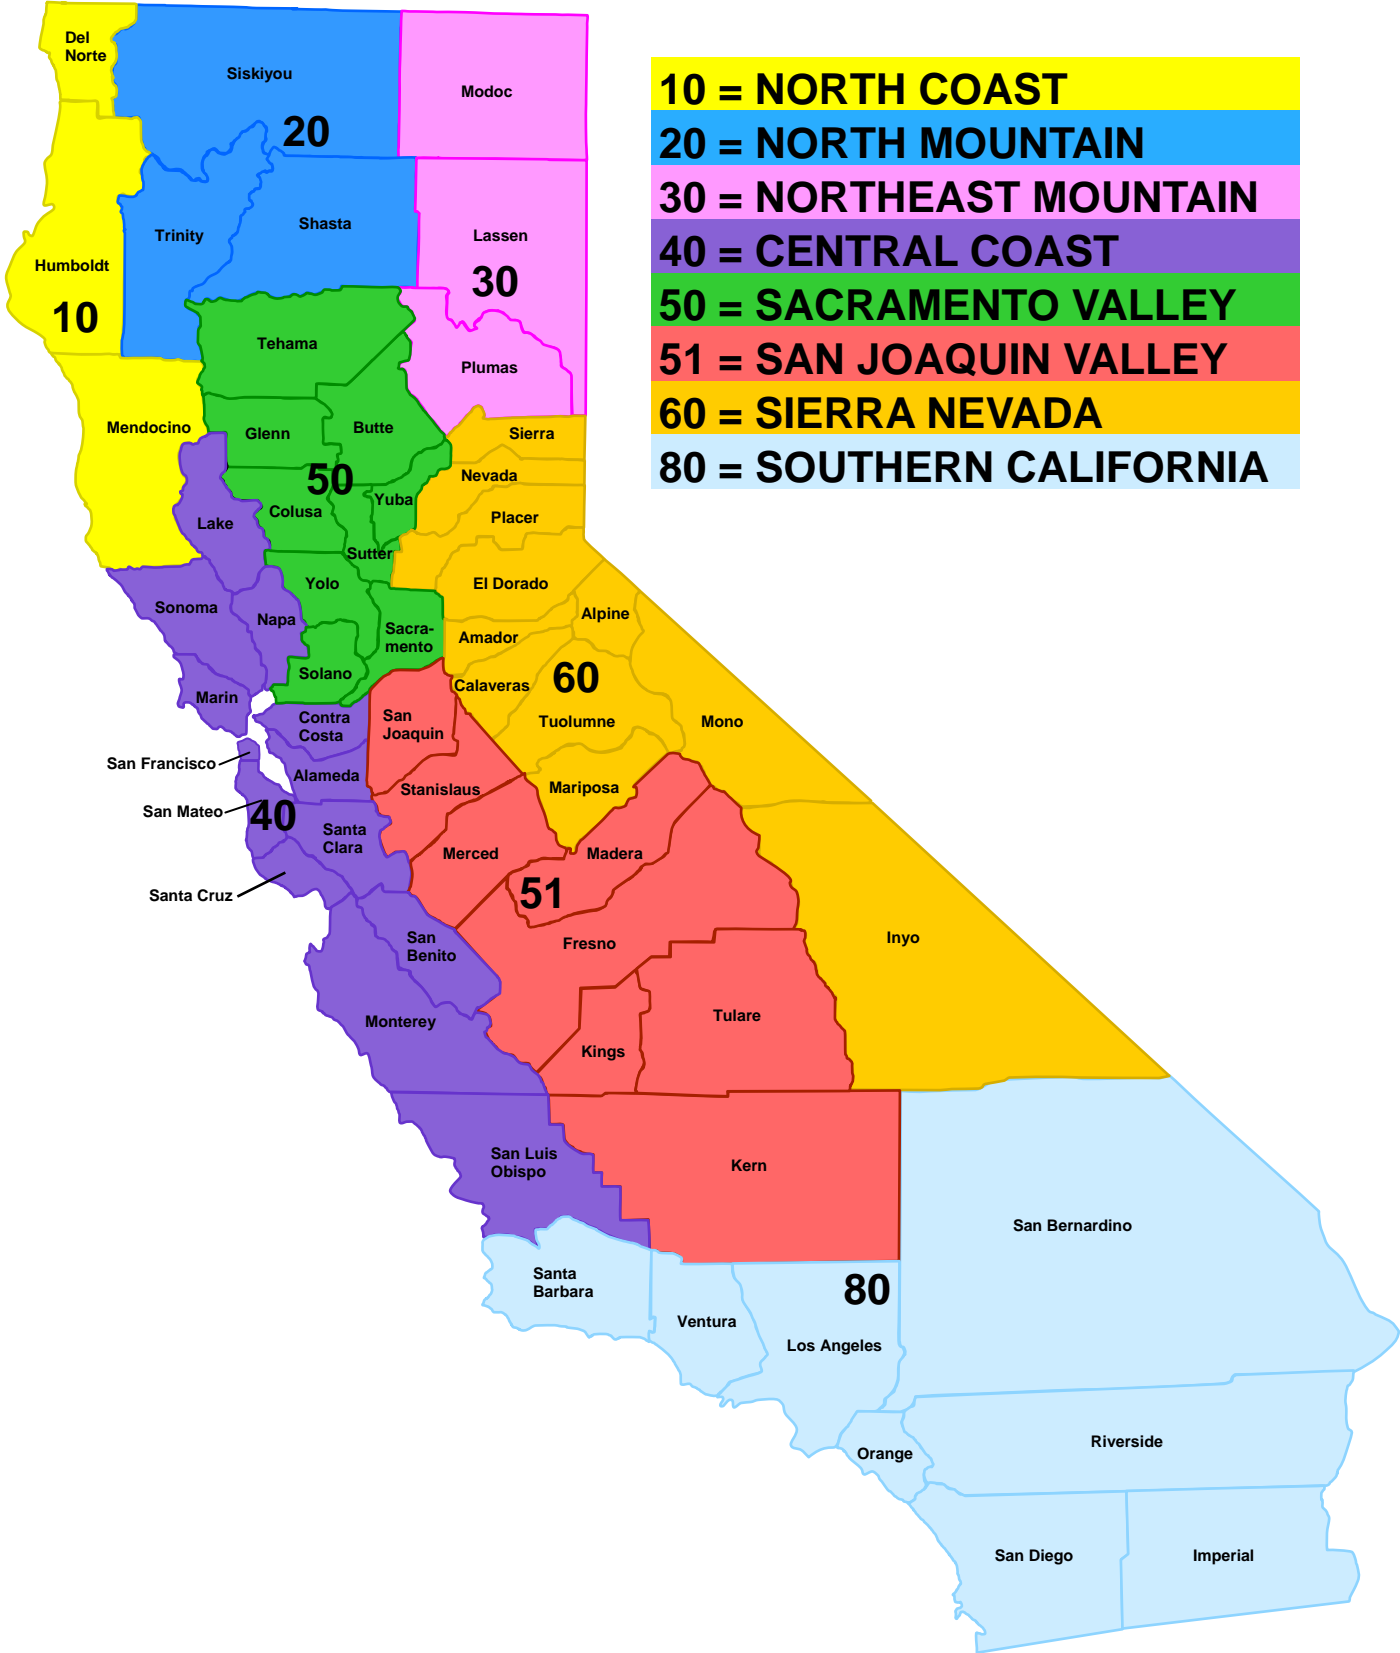 Del
Norte
Siskiyou
Modoc
20
10 = NORTH COAST
20 = NORTH MOUNTAIN
30 = NORTHEAST MOUNTAIN
40 = CENTRAL COAST
50 = SACRAMENTO VALLEY
51 = SAN JOAQUIN VALLEY
60 = SIERRA NEVADA
80 = SOUTHERN CALIFORNIA
Trinity
Shasta
Lassen
Humboldt
30
10
Tehama
Plumas
Mendocino
Glenn
Butte
Sierra
50
Nevada
Yuba
Lake
Colusa
Placer
Sutter
Yolo
El Dorado
Sonoma
Napa
Alpine
Sacra-
mento
Amador
Solano
60
Marin
Calaveras
Contra
Costa
San
Joaquin
Tuolumne
Mono
San Francisco
Alameda
Stanislaus
Mariposa
San Mateo
40
Santa
Clara
Merced
Madera
Santa Cruz
51
San
Benito
Fresno
Inyo
Monterey
Tulare
Kings
San Luis
Obispo
Kern
San Bernardino
Santa
Barbara
80
Ventura
Los Angeles
Orange
Riverside
San Diego
Imperial